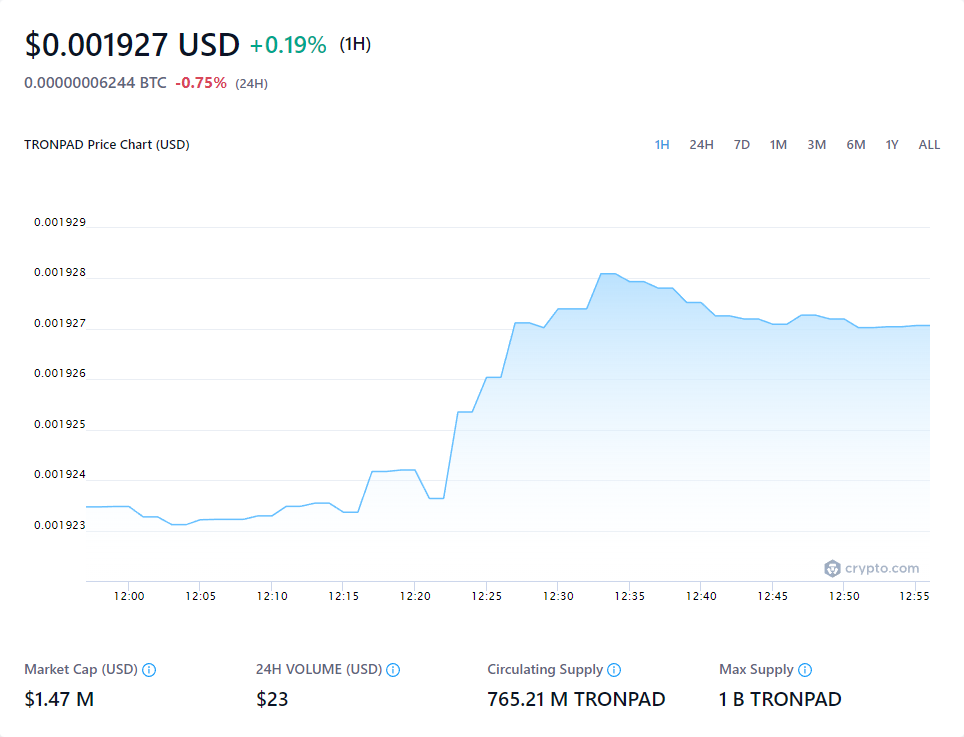 $0.001927 USD +0.19% (1H)
0.00000006244 BTC -0.75% (24H)
TRONPAD Price Chart (USD) 1H 24H 7D 1M 3M 6M 1Y ALL
0.001929
0.001928
0.001927
0.001926
0.001925
0.001924
0.001923
crypto.com
12:00 12:05 12:10 12:15 12:20 12:25 12:30 12:35 12:40 12:45 12:50 12:55
Market Cap (USD) 24H VOLUME (USD) Circulating Supply Max Supply
$1.47 M $23 765.21 M TRONPAD 1 B TRONPAD